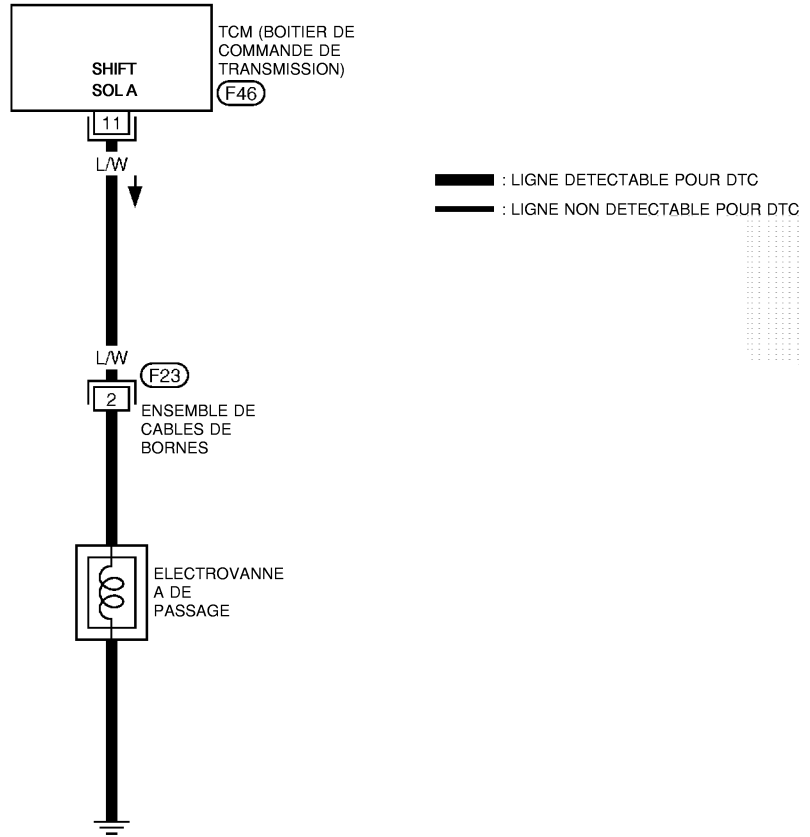 TCM (BOITIER DE
COMMANDE DE
TRANSMISSION)
SHIFT
SOL A
F46
11
L/W
: LIGNE DETECTABLE POUR DTC
: LIGNE NON DETECTABLE POUR DTC
L/W
F23
2
ENSEMBLE DE
CABLES DE
BORNES
ELECTROVANNE
A DE
PASSAGE